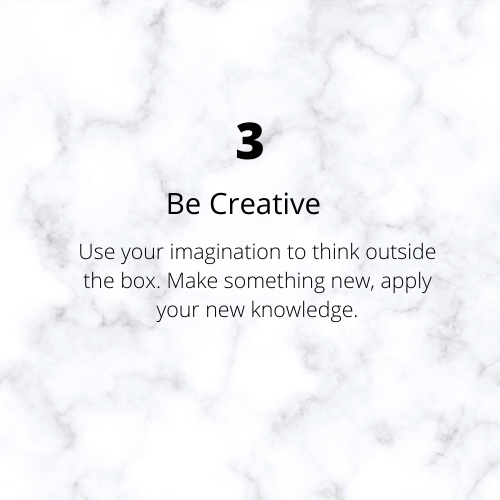 3
Be Creative
Use your imagination to think outside
the box. Make something new, apply
your new knowledge.